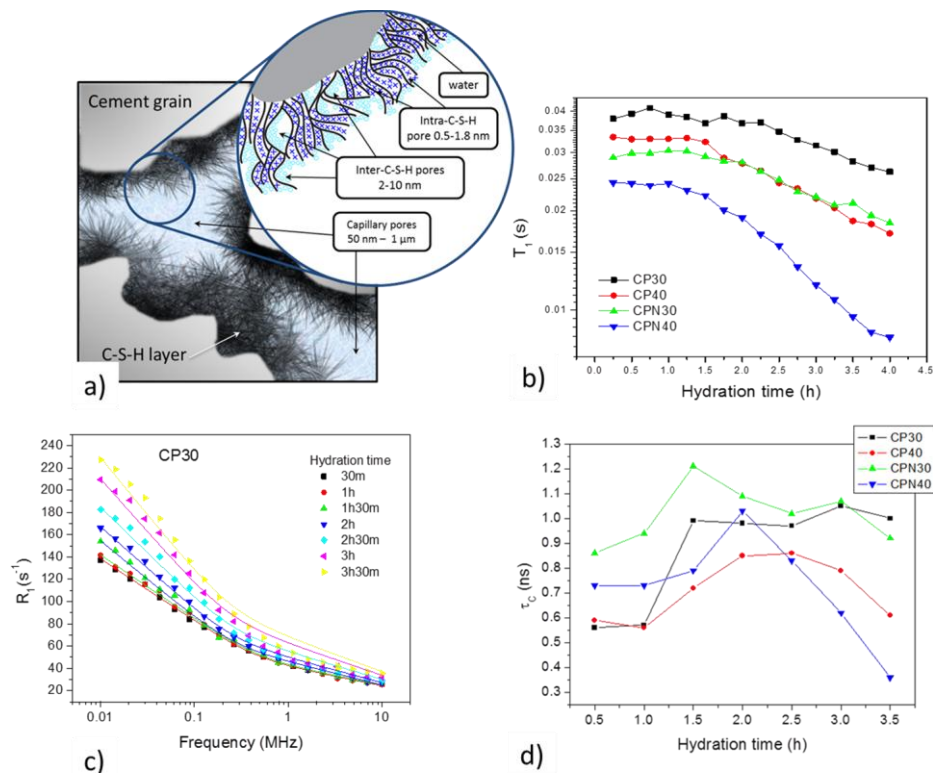 a)
Cement grain
water
Intra-C-S-H
pore 0.5-1.8 nm
Inter-C-S-H pores
2-10 nm
Capillary pores
50 nm – 1 µm
C-S-H layer
T₁ (s)
0.04
0.035
0.03
0.025
0.02
0.015
0.01
CP30
CP40
CPN30
CPN40
0.0 0.5 1.0 1.5 2.0 2.5 3.0 3.5 4.0 4.5
Hydration time (h)
b)
R₁(s⁻¹)
240
220
200
180
160
140
120
100
80
60
40
20
CP30
Hydration time
30m
1h
1h30m
2h
2h30m
3h
3h30m
0.01 0.1 1 10
Frequency (MHz)
c)
τ_C (ns)
1.3
1.2
1.1
1.0
0.9
0.8
0.7
0.6
0.5
0.4
0.3
CP30
CP40
CPN30
CPN40
0.5 1.0 1.5 2.0 2.5 3.0 3.5
Hydration time (h)
d)